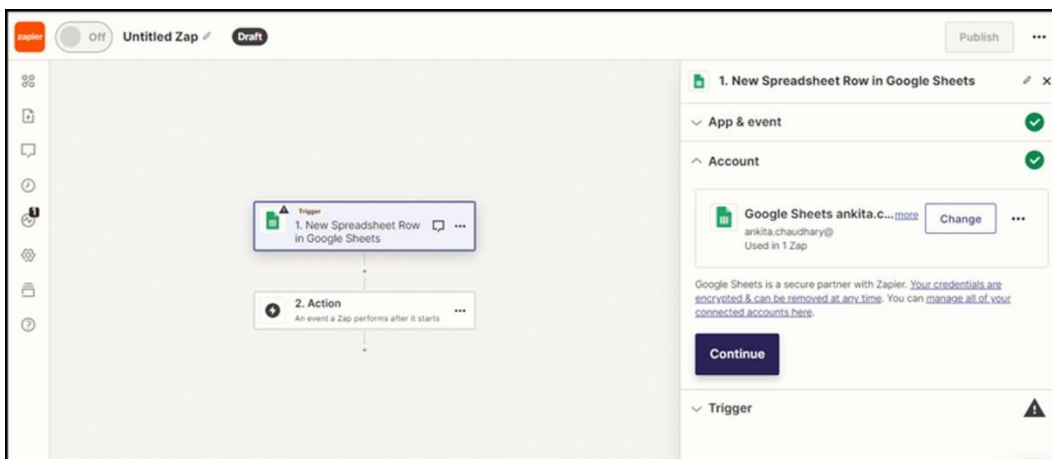 zapier
Off
Untitled Zap
Draft
Publish
1
Trigger
1. New Spreadsheet Row
in Google Sheets
2. Action
An event a Zap performs after it starts
1. New Spreadsheet Row in Google Sheets
App & event
Account
Google Sheets ankita.c... more
ankita.chaudhary@
Used in 1 Zap
Change
Google Sheets is a secure partner with Zapier. Your credentials are
encrypted & can be removed at any time. You can manage all of your
connected accounts here.
Continue
Trigger